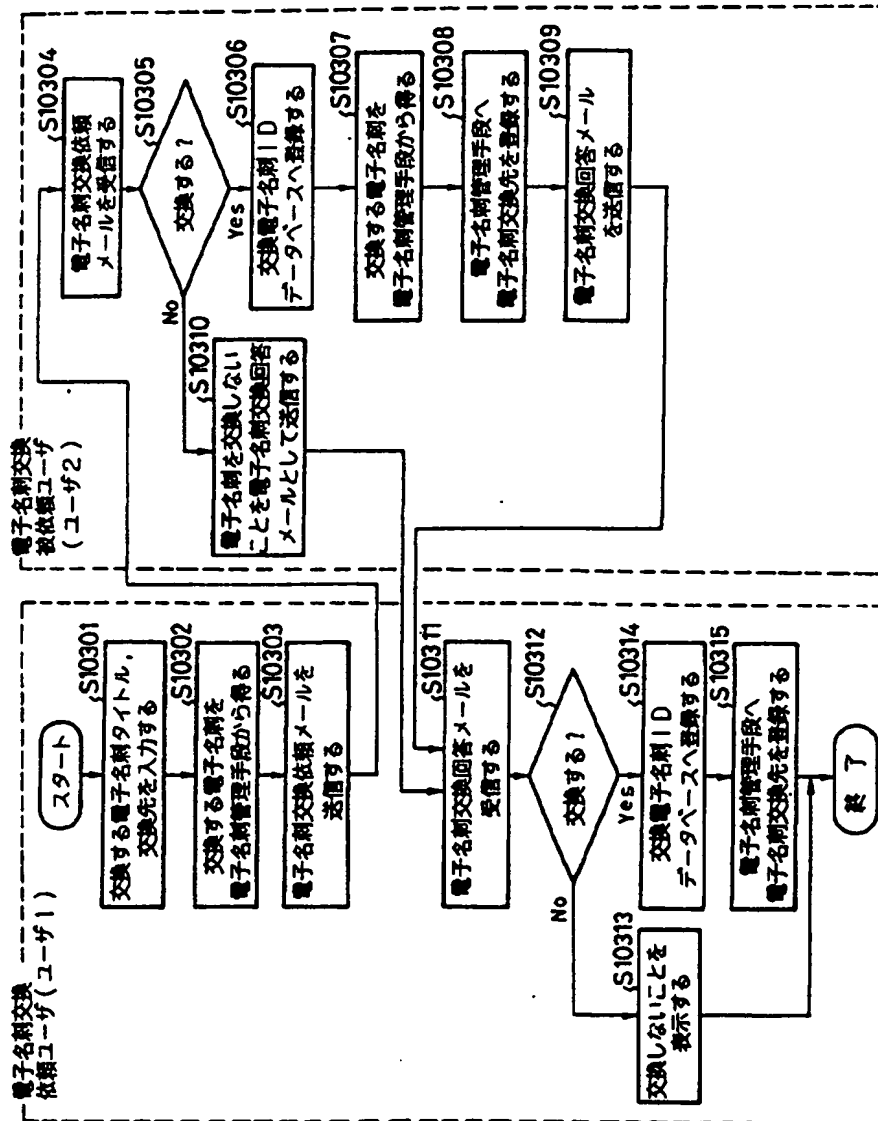 電子名刺交換
依頼ユーザ(ユーザ1)
スタート
S10301
交換する電子名刺タイトル,
交換先を入力する
S10302
交換する電子名刺を
電子名刺管理手段から得る
S10303
電子名刺交換依頼メールを
送信する
S10311
電子名刺交換回答メールを
受信する
S10312
交換する?
No
Yes
S10313
交換しないことを
表示する
S10314
交換電子名刺ID
データベースへ登録する
S10315
電子名刺管理手段へ
電子名刺交換先を登録する
終了
電子名刺交換
被依頼ユーザ
(ユーザ2)
S10304
電子名刺交換依頼
メールを受信する
S10305
交換する?
No
Yes
S10306
交換電子名刺ID
データベースへ登録する
S10307
交換する電子名刺を
電子名刺管理手段から得る
S10308
電子名刺管理手段へ
電子名刺交換先を登録する
S10309
電子名刺交換回答メール
を送信する
S10310
電子名刺を交換しない
ことを電子名刺交換回答
メールとして送信する